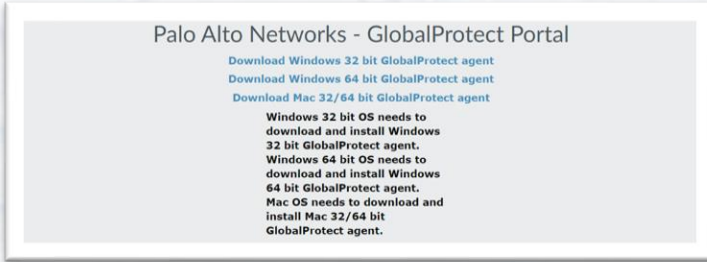 Palo Alto Networks - GlobalProtect Portal
Download Windows 32 bit GlobalProtect agent
Download Windows 64 bit GlobalProtect agent
Download Mac 32/64 bit GlobalProtect agent
Windows 32 bit OS needs to
download and install Windows
32 bit GlobalProtect agent.
Windows 64 bit OS needs to
download and install Windows
64 bit GlobalProtect agent.
Mac OS needs to download and
install Mac 32/64 bit
GlobalProtect agent.